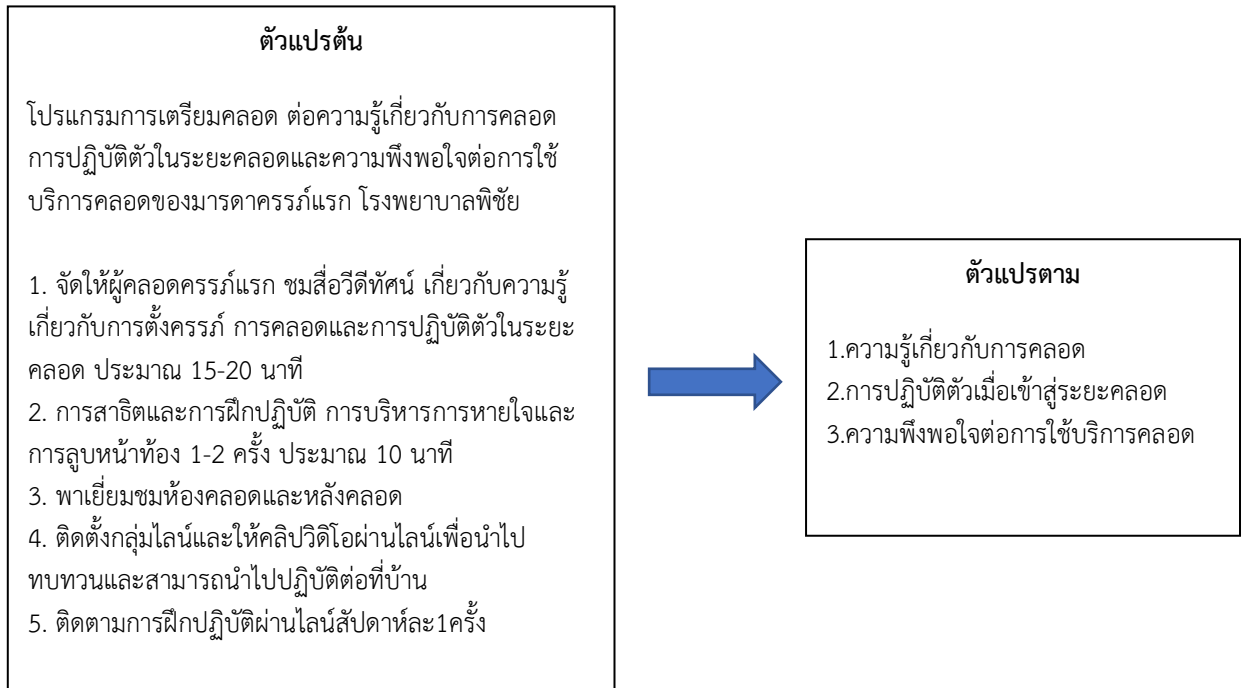 ตัวแปรต้น
โปรแกรมการเตรียมคลอด ต่อความรู้เกี่ยวกับการคลอด
การปฏิบัติตัวในระยะคลอดและความพึงพอใจต่อการใช้
บริการคลอดของมารดาครรภ์แรก โรงพยาบาลพิชัย
1. จัดให้ผู้คลอดครรภ์แรก ชมสื่อวีดีทัศน์ เกี่ยวกับความรู้
เกี่ยวกับการตั้งครรภ์ การคลอดและการปฏิบัติตัวในระยะ
คลอด ประมาณ 15-20 นาที
2. การสาธิตและการฝึกปฏิบัติ การบริหารการหายใจและ
การลูบหน้าท้อง 1-2 ครั้ง ประมาณ 10 นาที
3. พาเยี่ยมชมห้องคลอดและหลังคลอด
4. ติดตั้งกลุ่มไลน์และให้คลิปวิดิโอผ่านไลน์เพื่อนำไป
ทบทวนและสามารถนำไปปฏิบัติต่อที่บ้าน
5. ติดตามการฝึกปฏิบัติผ่านไลน์สัปดาห์ละ1ครั้ง
ตัวแปรตาม
1.ความรู้เกี่ยวกับการคลอด
2.การปฏิบัติตัวเมื่อเข้าสู่ระยะคลอด
3.ความพึงพอใจต่อการใช้บริการคลอด